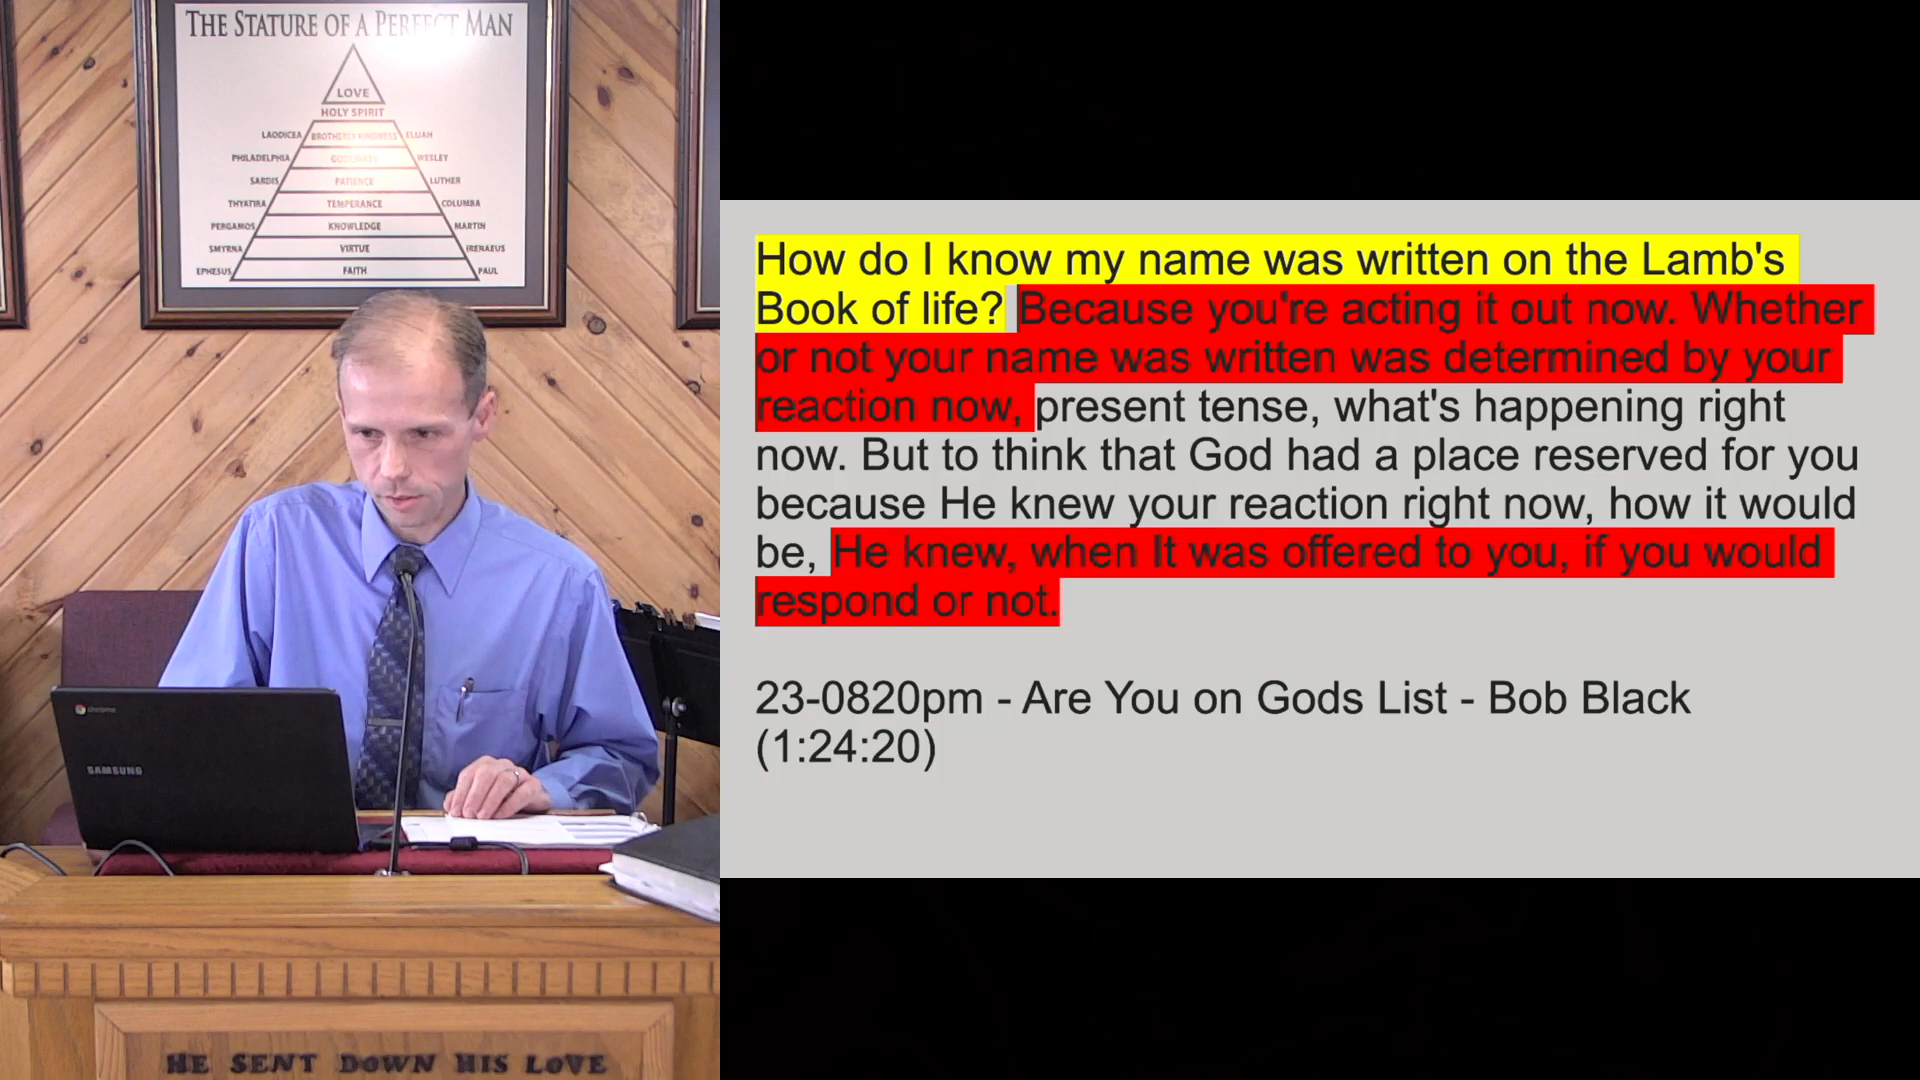 THE STATURE OF A PERFECT MAN
LOVE
HOLY SPIRIT
LAODICEA BROTHERLY KINDNESS ELIJAH
PHILADELPHIA GODLINESS WESLEY
SARDIS PATIENCE LUTHER
THYATIRA TEMPERANCE COLUMBA
PERGAMOS KNOWLEDGE MARTIN
SMYRNA VIRTUE IRENAEUS
EPHESUS FAITH PAUL
chrome
SAMSUNG
HE SENT DOWN HIS LOVE
How do I know my name was written on the Lamb's
Book of life? Because you're acting it out now. Whether
or not your name was written was determined by your
reaction now, present tense, what's happening right
now. But to think that God had a place reserved for you
because He knew your reaction right now, how it would
be, He knew, when It was offered to you, if you would
respond or not.
23-0820pm - Are You on Gods List - Bob Black
(1:24:20)